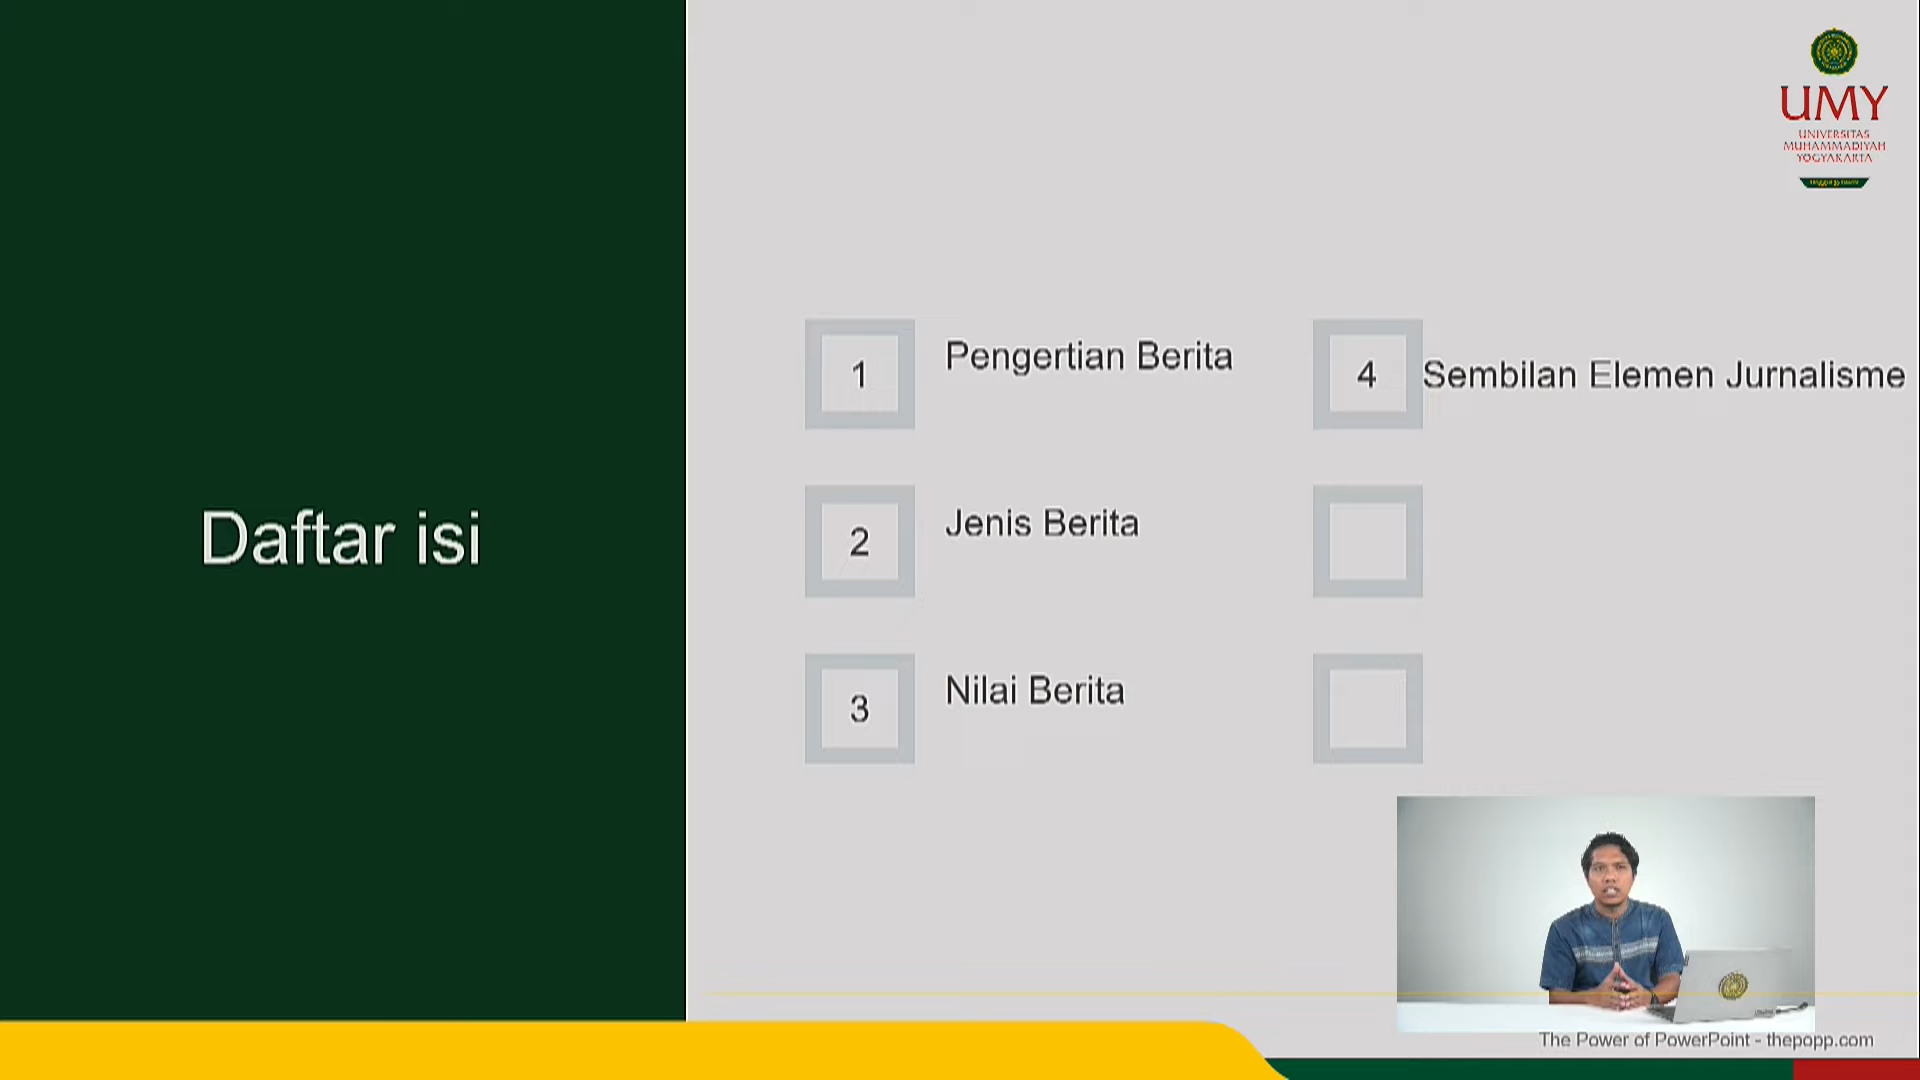 UMY
UNIVERSITAS
MUHAMMADIYAH
YOGYAKARTA
Daftar isi
1
Pengertian Berita
2
Jenis Berita
3
Nilai Berita
4
Sembilan Elemen Jurnalisme
The Power of PowerPoint - thepopp.com